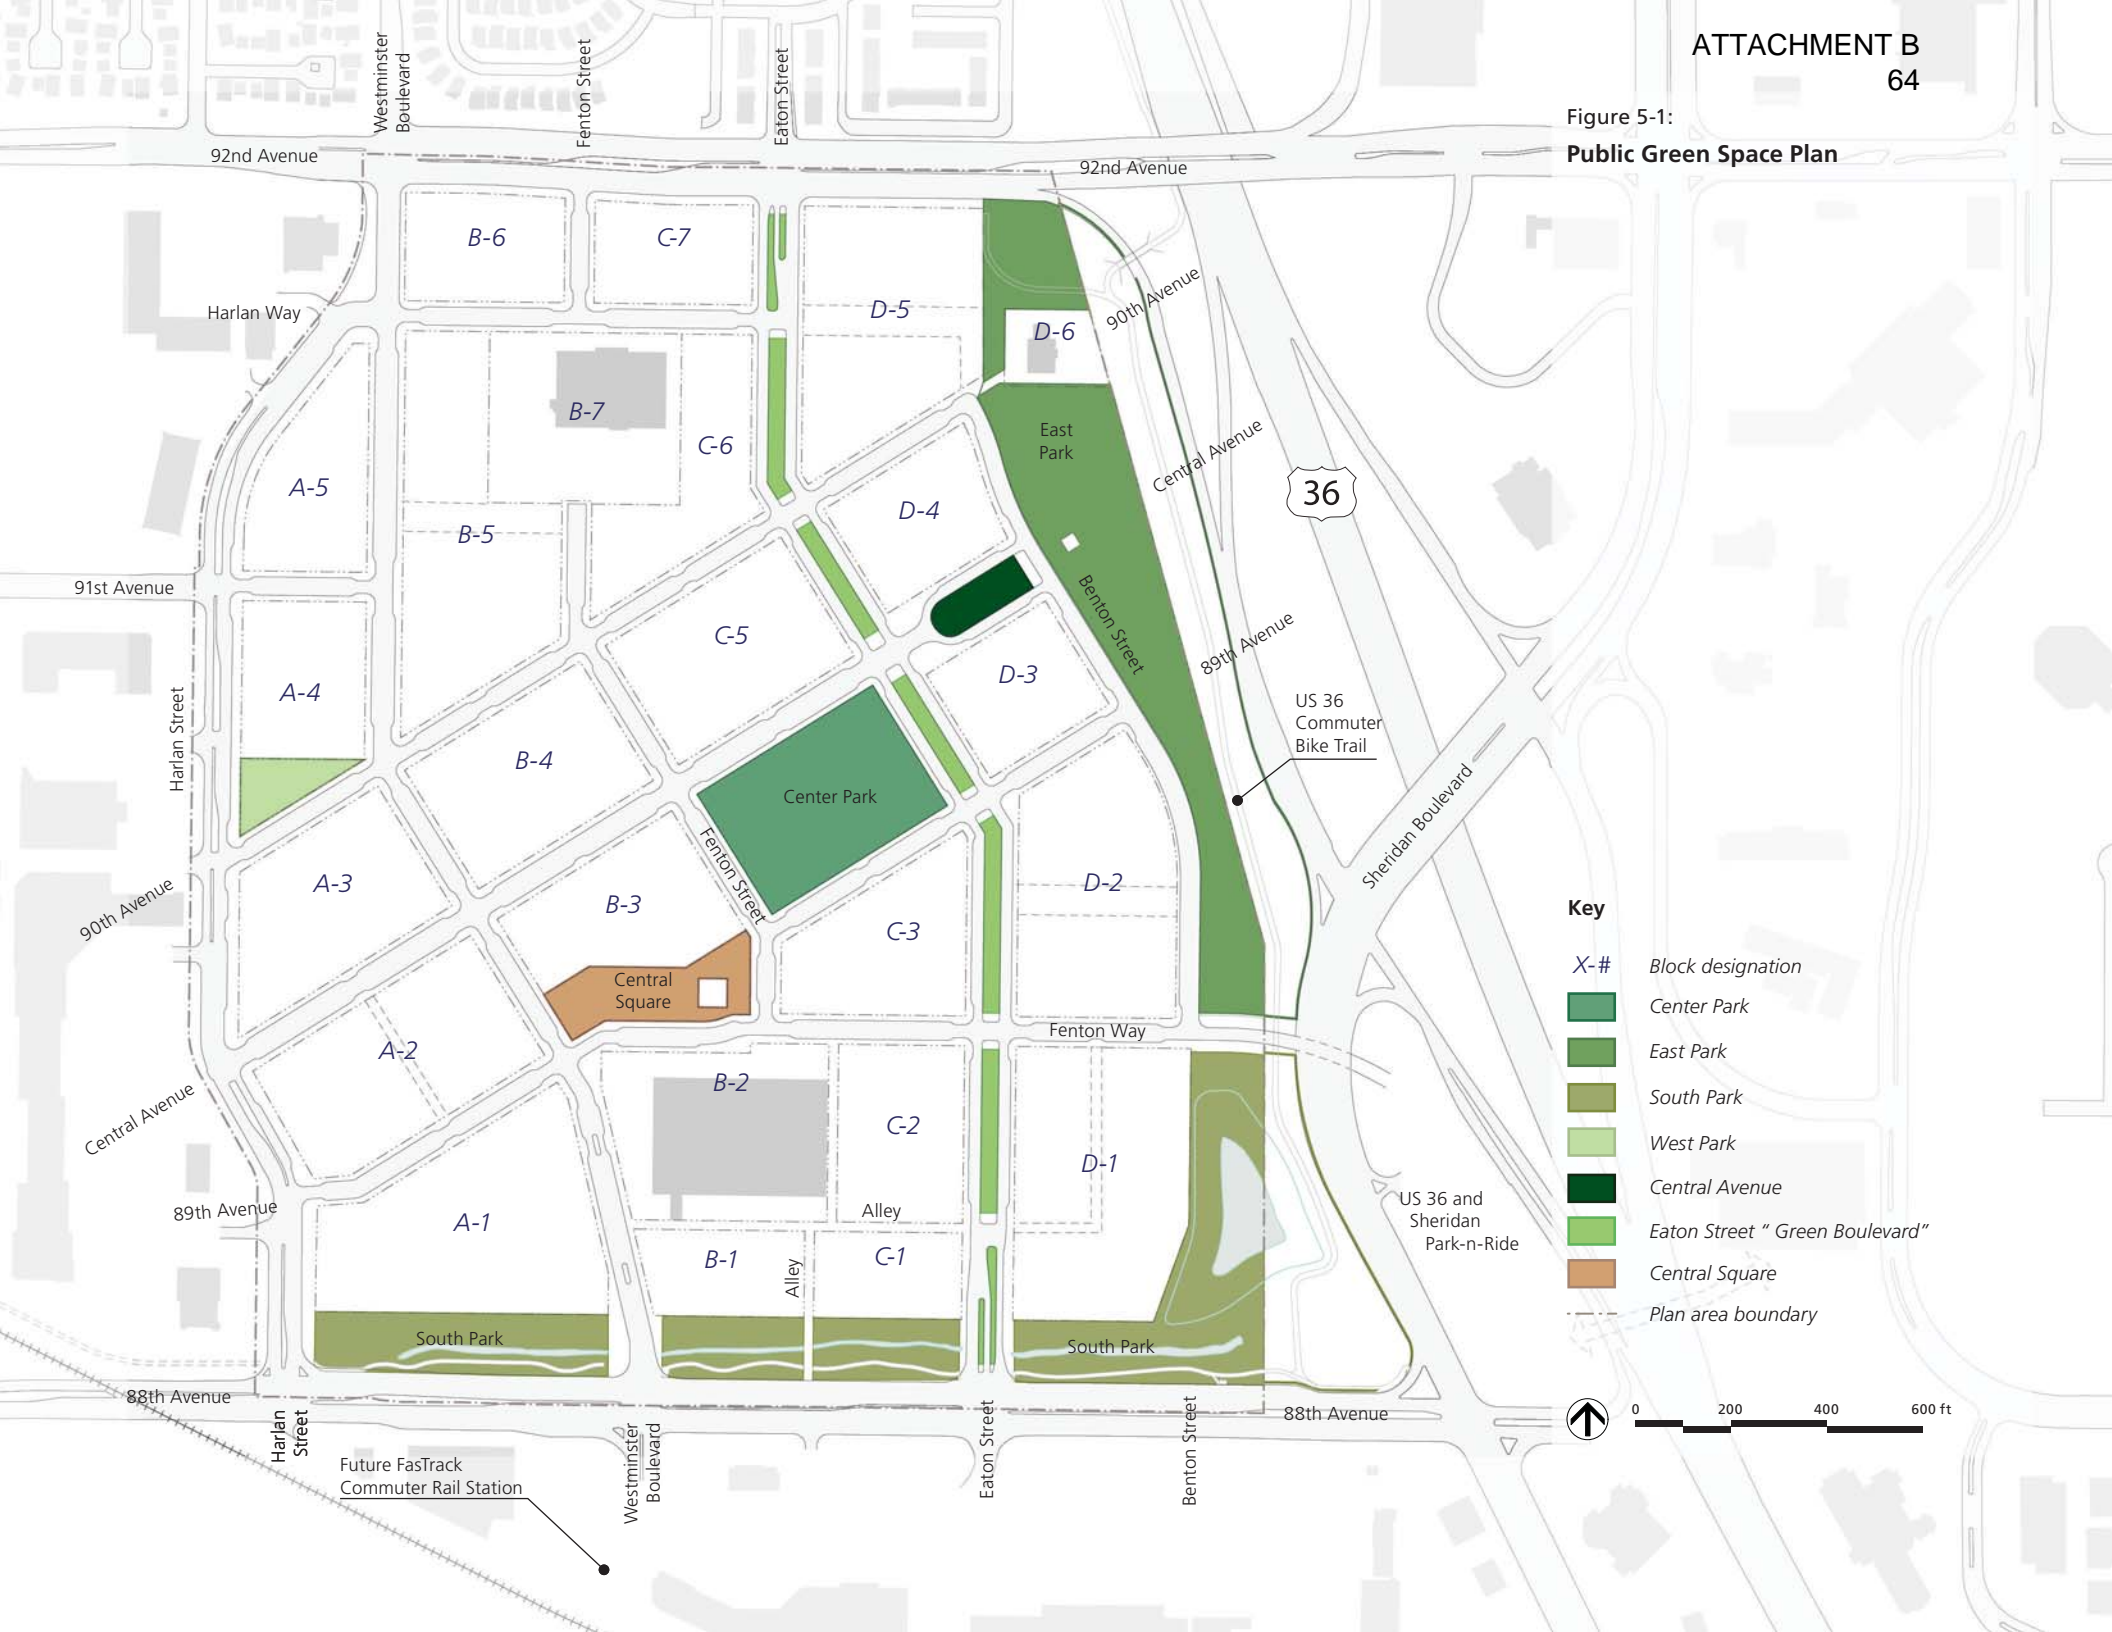 ATTACHMENT B
64
Figure 5-1:
Public Green Space Plan
Westminster
Boulevard
Fenton Street
Eaton Street
92nd Avenue
92nd Avenue
B-6
C-7
D-5
Harlan Way
D-6
90th Avenue
B-7
C-6
East
Park
Central Avenue
A-5
36
D-4
B-5
91st Avenue
Benton Street
C-5
89th Avenue
D-3
A-4
Harlan Street
US 36
Commuter
Bike Trail
B-4
Center Park
Sheridan Boulevard
Fenton Street
A-3
B-3
90th Avenue
C-3
D-2
Central
Square
Fenton Way
A-2
B-2
Central Avenue
C-2
D-1
89th Avenue
A-1
Alley
US 36 and
Sheridan
Park-n-Ride
B-1
Alley
C-1
South Park
South Park
88th Avenue
88th Avenue
Harlan
Street
Westminster
Boulevard
Eaton Street
Benton Street
Future FasTrack
Commuter Rail Station
Key
X-# Block designation
Center Park
East Park
South Park
West Park
Central Avenue
Eaton Street “ Green Boulevard”
Central Square
Plan area boundary
0 200 400 600 ft